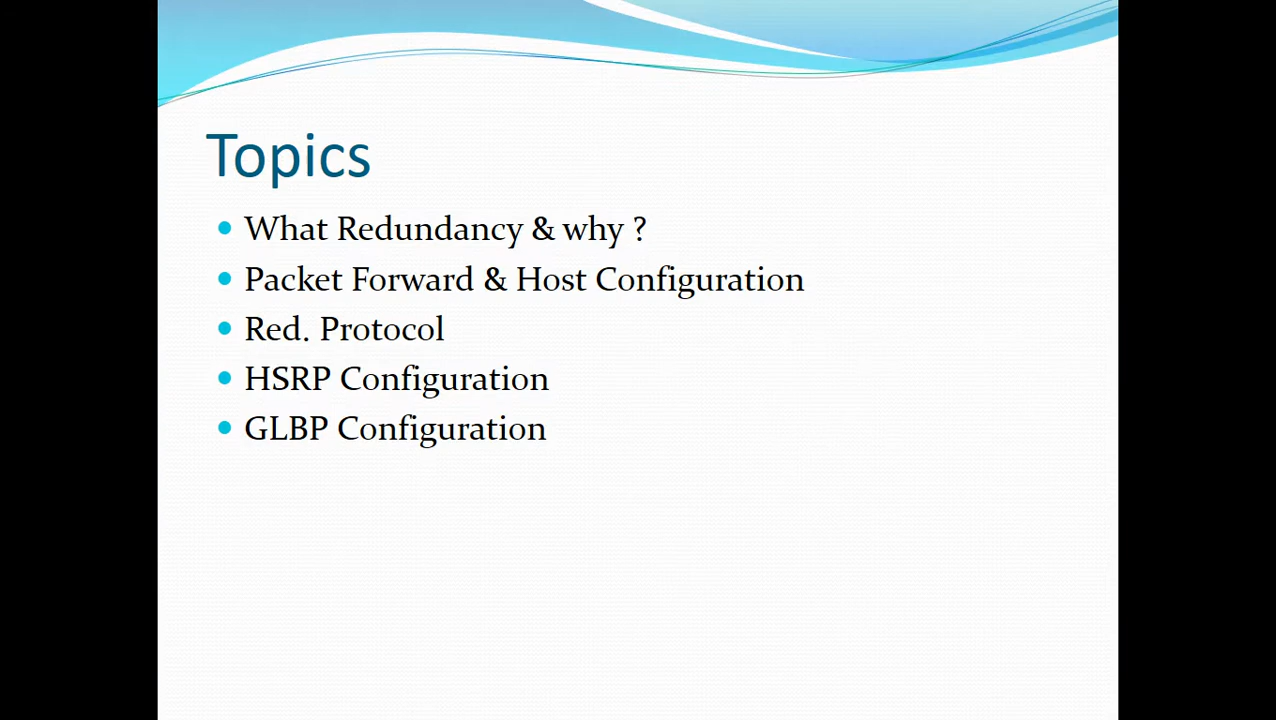 Topics
What Redundancy & why ?
Packet Forward & Host Configuration
Red. Protocol
HSRP Configuration
GLBP Configuration